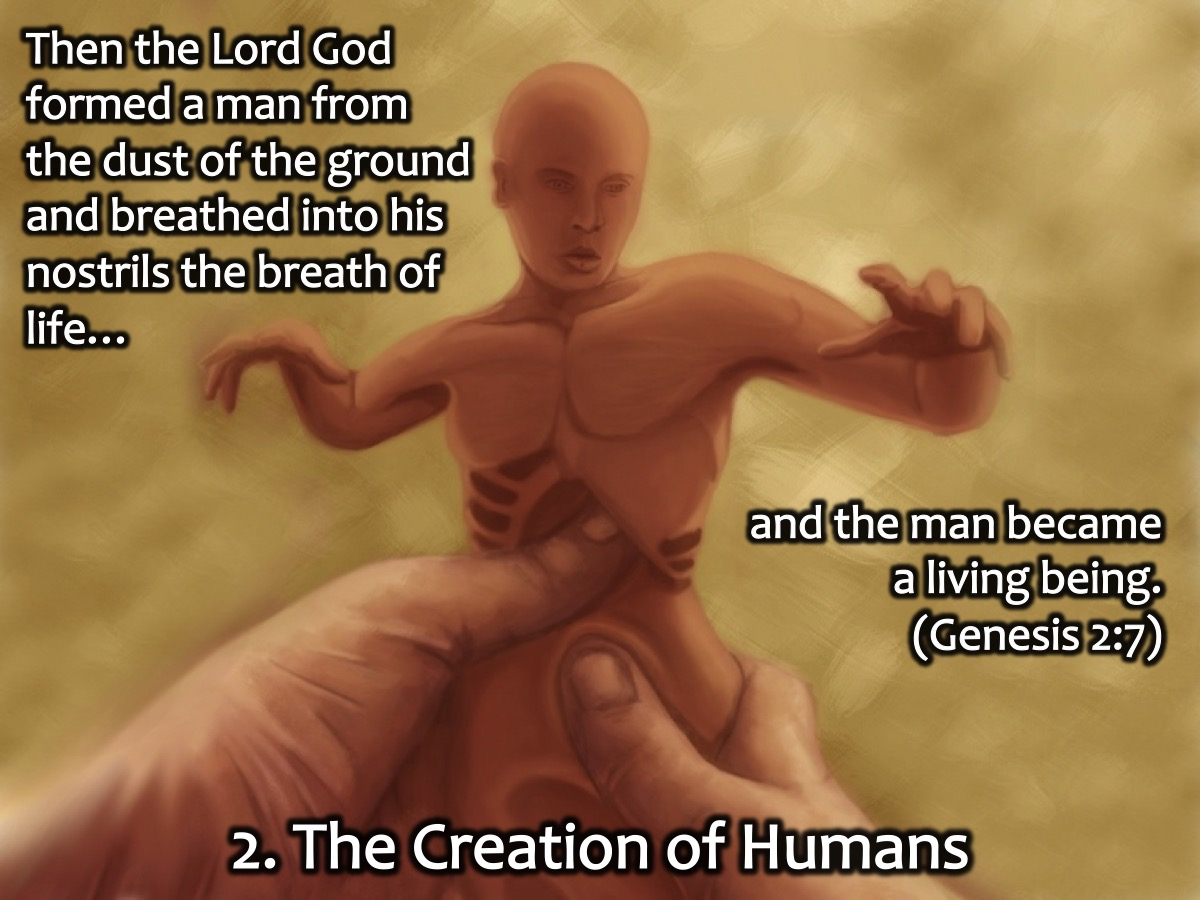 Then the Lord God
formed a man from
the dust of the ground
and breathed into his
nostrils the breath of
life...
and the man became
a living being.
(Genesis 2:7)
2. The Creation of Humans